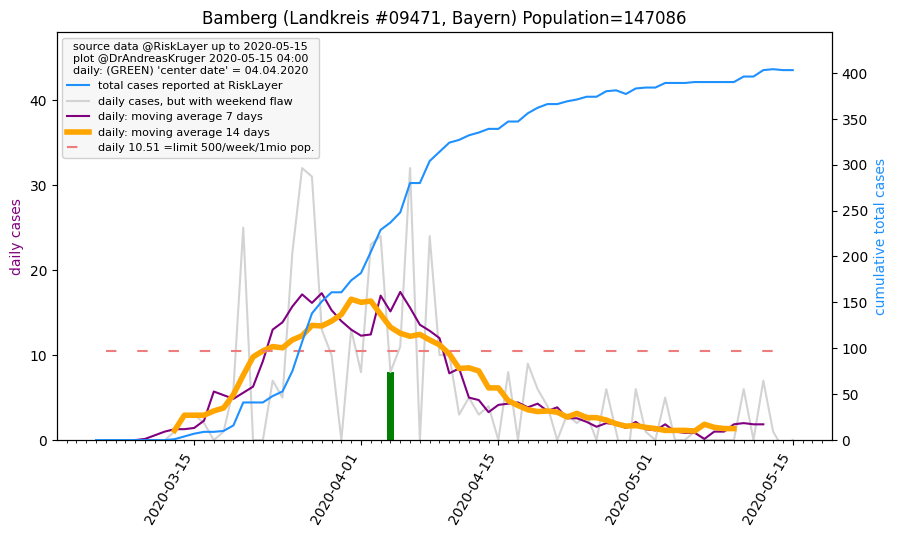 Bamberg (Landkreis #09471, Bayern) Population=147086
source data @RiskLayer up to 2020-05-15
plot @DrAndreasKruger 2020-05-15 04:00
daily: (GREEN) 'center date' = 04.04.2020
total cases reported at RiskLayer
daily cases, but with weekend flaw
daily: moving average 7 days
daily: moving average 14 days
daily 10.51 =limit 500/week/1mio pop.
daily cases
40
30
20
10
0
400
350
300
250
200
150
100
50
0
cumulative total cases
2020-03-15
2020-04-01
2020-04-15
2020-05-01
2020-05-15